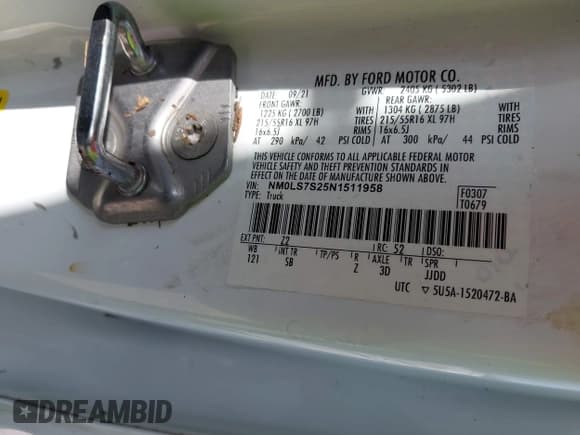 MFD. BY FORD MOTOR CO.
DATE: 09/21 GVWR: 2405 KG ( 5302 LB)
FRONT GAWR: REAR GAWR:
1225 KG ( 2700 LB) WITH 1304 KG ( 2875 LB) WITH
215/55R16 XL 97H TIRES 215/55R16 XL 97H TIRES
16x6.5J RIMS 16x6.5J RIMS
AT 290 kPa/ 42 PSI COLD AT 300 kPa/ 44 PSI COLD
THIS VEHICLE CONFORMS TO ALL APPLICABLE FEDERAL MOTOR
VEHICLE SAFETY AND THEFT PREVENTION STANDARDS IN
EFFECT ON THE DATE OF MANUFACTURE SHOWN ABOVE.
VIN: NM0LS7S25N1511958
TYPE: Truck
F0307
T0679
EXT PNT: Z2 RC: 52 DSO:
WB INT TR TP/PS R AXLE TR SPR
121 SB Z 3D JJDD
UTC ▽ 5U5A-1520472-BA
DREAMBID